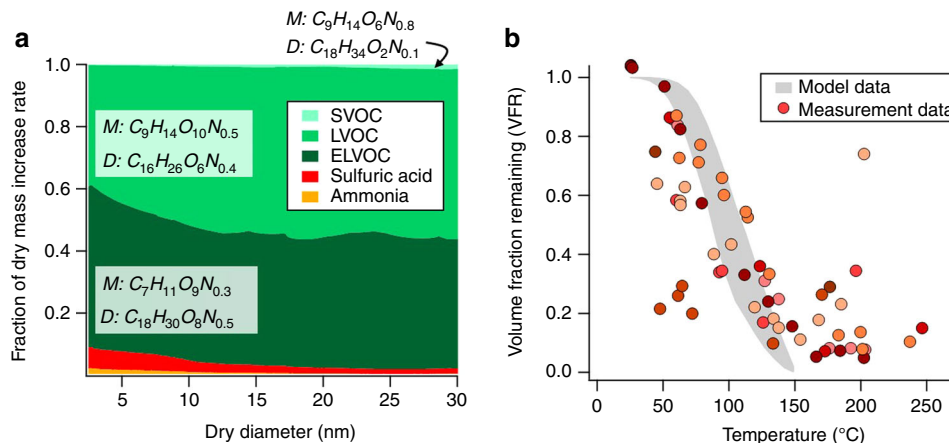 M: C9H14O6N0.8
D: C18H34O2N0.1
a
b
1.0
0.8
0.6
0.4
0.2
Fraction of dry mass increase rate
M: C9H14O10N0.5
D: C16H26O6N0.4
SVOC
LVOC
ELVOC
Sulfuric acid
Ammonia
M: C7H11O9N0.3
D: C18H30O8N0.5
5 10 15 20 25 30
Dry diameter (nm)
1.0
0.8
0.6
0.4
0.2
0.0
Volume fraction remaining (VFR)
Model data
Measurement data
0 50 100 150 200 250
Temperature (°C)